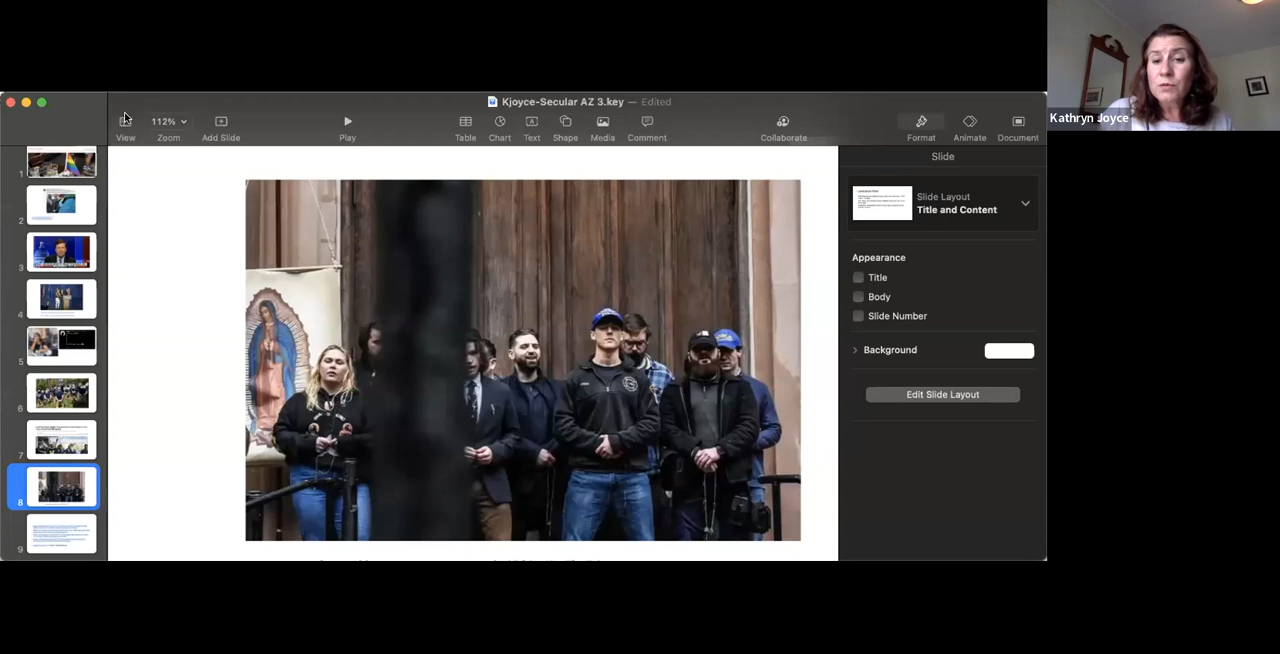 Kjoyce-Secular AZ 3.key — Edited
View
112%
Zoom
Add Slide
Play
Table
Chart
Text
Shape
Media
Comment
Collaborate
Format
Animate
Document
Kathryn Joyce
Slide
Slide Layout
Title and Content
Appearance
Title
Body
Slide Number
Background
Edit Slide Layout
1
2
3
4
5
6
7
8
9